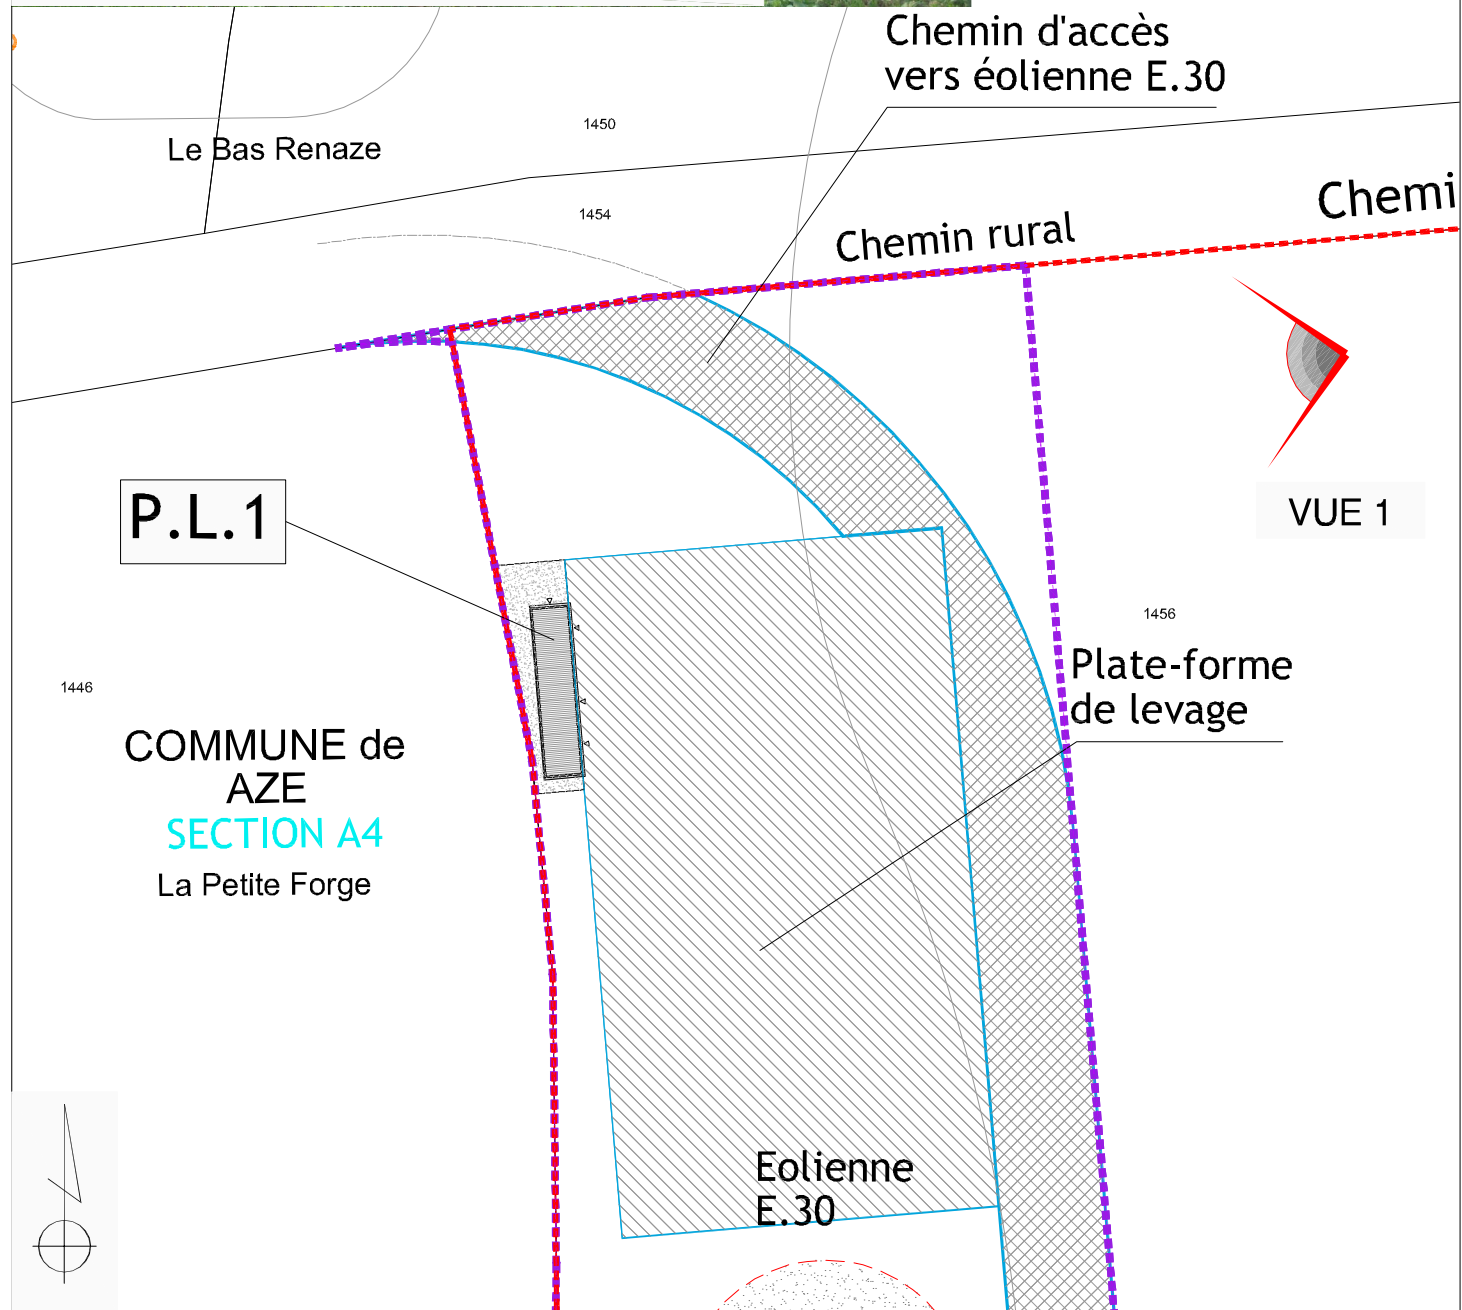 Chemin d'accès
vers éolienne E.30
1450
Le Bas Renaze
1454
Chemi
Chemin rural
P.L.1
VUE 1
1456
Plate-forme
de levage
1446
COMMUNE de
AZE
SECTION A4
La Petite Forge
Eolienne
E.30